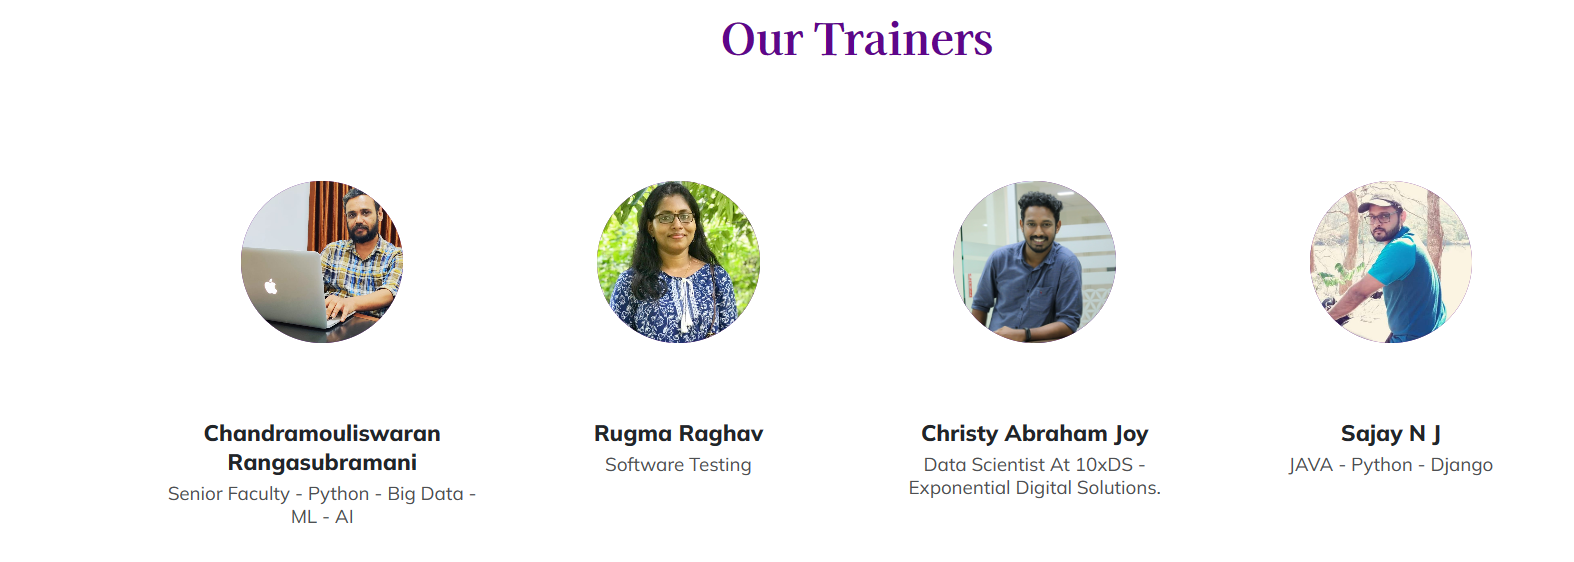 Our Trainers
Chandramouliswaran
Rangasubramani
Senior Faculty - Python - Big Data -
ML - AI
Rugma Raghav
Software Testing
Christy Abraham Joy
Data Scientist At 10xDS -
Exponential Digital Solutions.
Sajay N J
JAVA - Python - Django